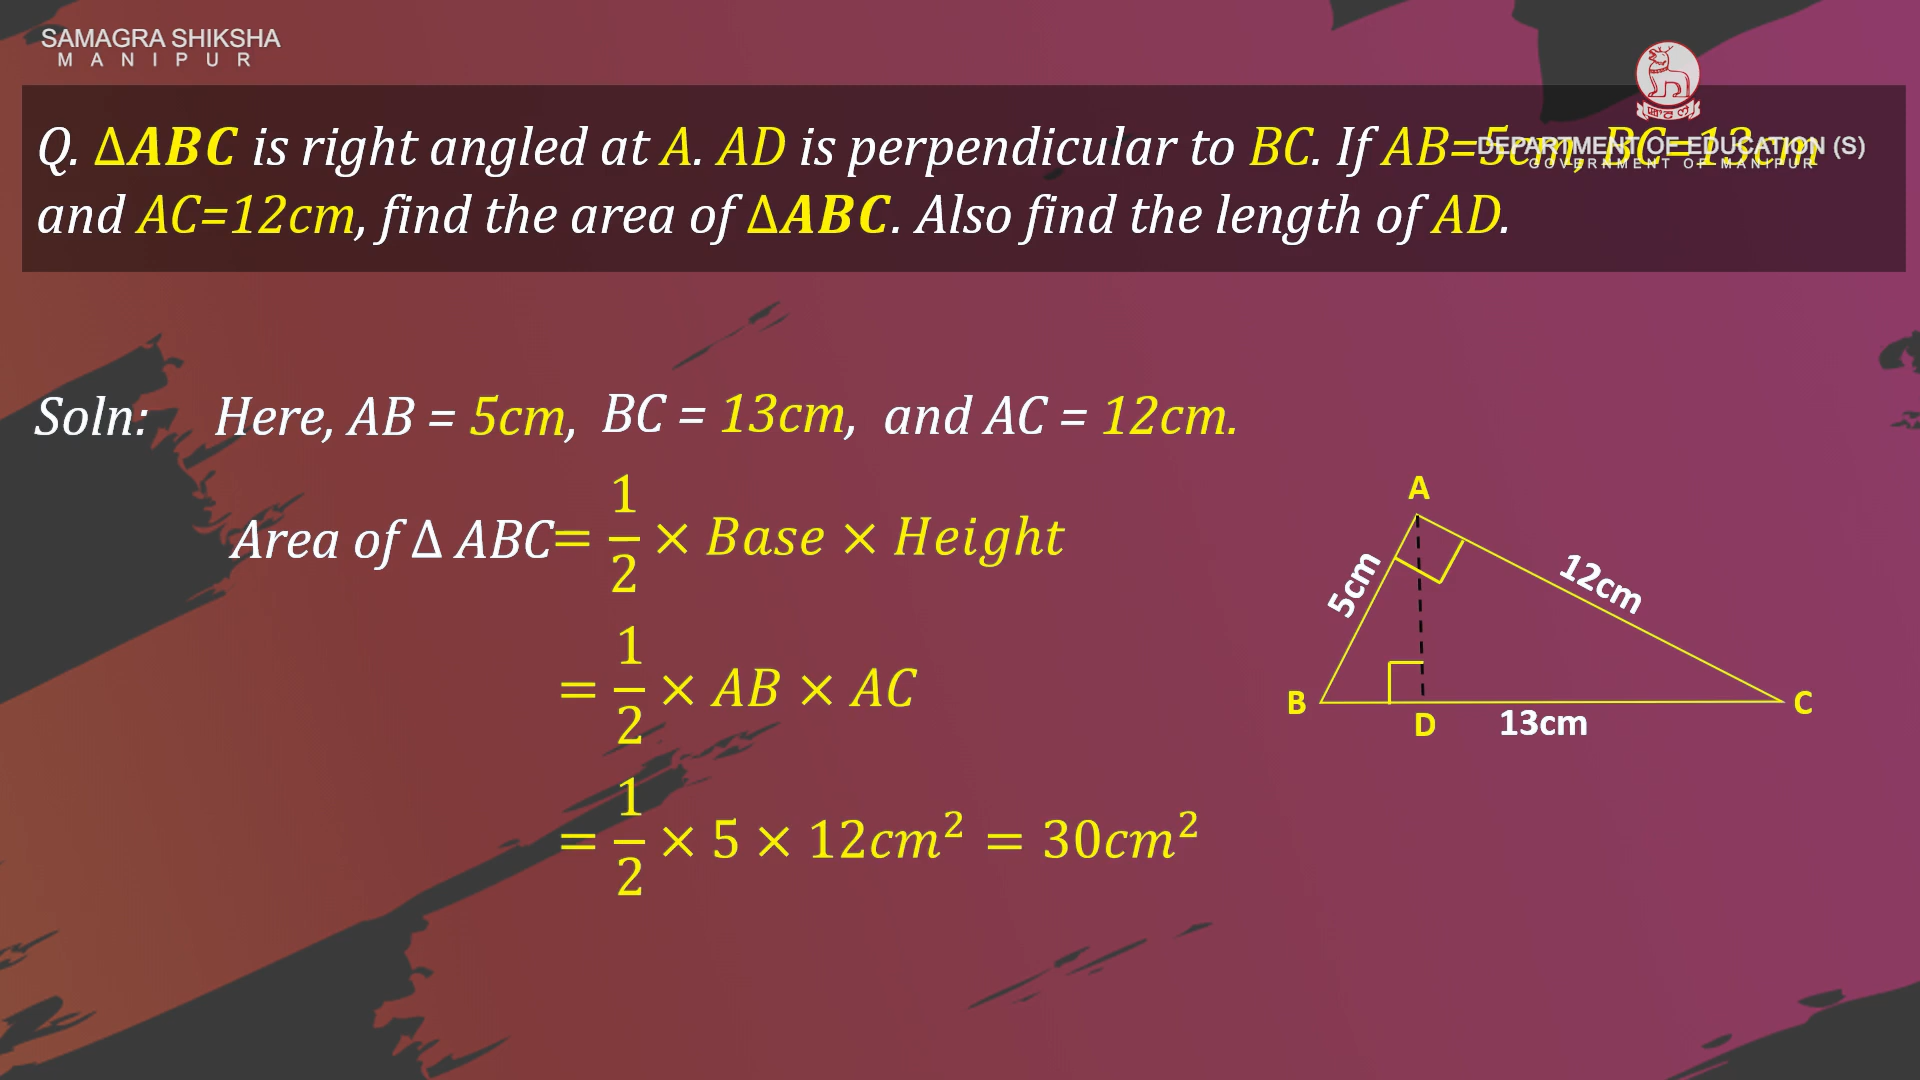 SAMAGRA SHIKSHA
MANIPUR
Q. ΔABC is right angled at A. AD is perpendicular to BC. If AB=5cm, BC=13cm
DEPARTMENT OF EDUCATION (S)
GOVERNMENT OF MANIPUR
and AC=12cm, find the area of ΔABC. Also find the length of AD.
Soln: Here, AB = 5cm, BC = 13cm, and AC = 12cm.
Area of Δ ABC= 1/2 × Base × Height
= 1/2 × AB × AC
= 1/2 × 5 × 12cm² = 30cm²
A
5cm
12cm
B
D
13cm
C